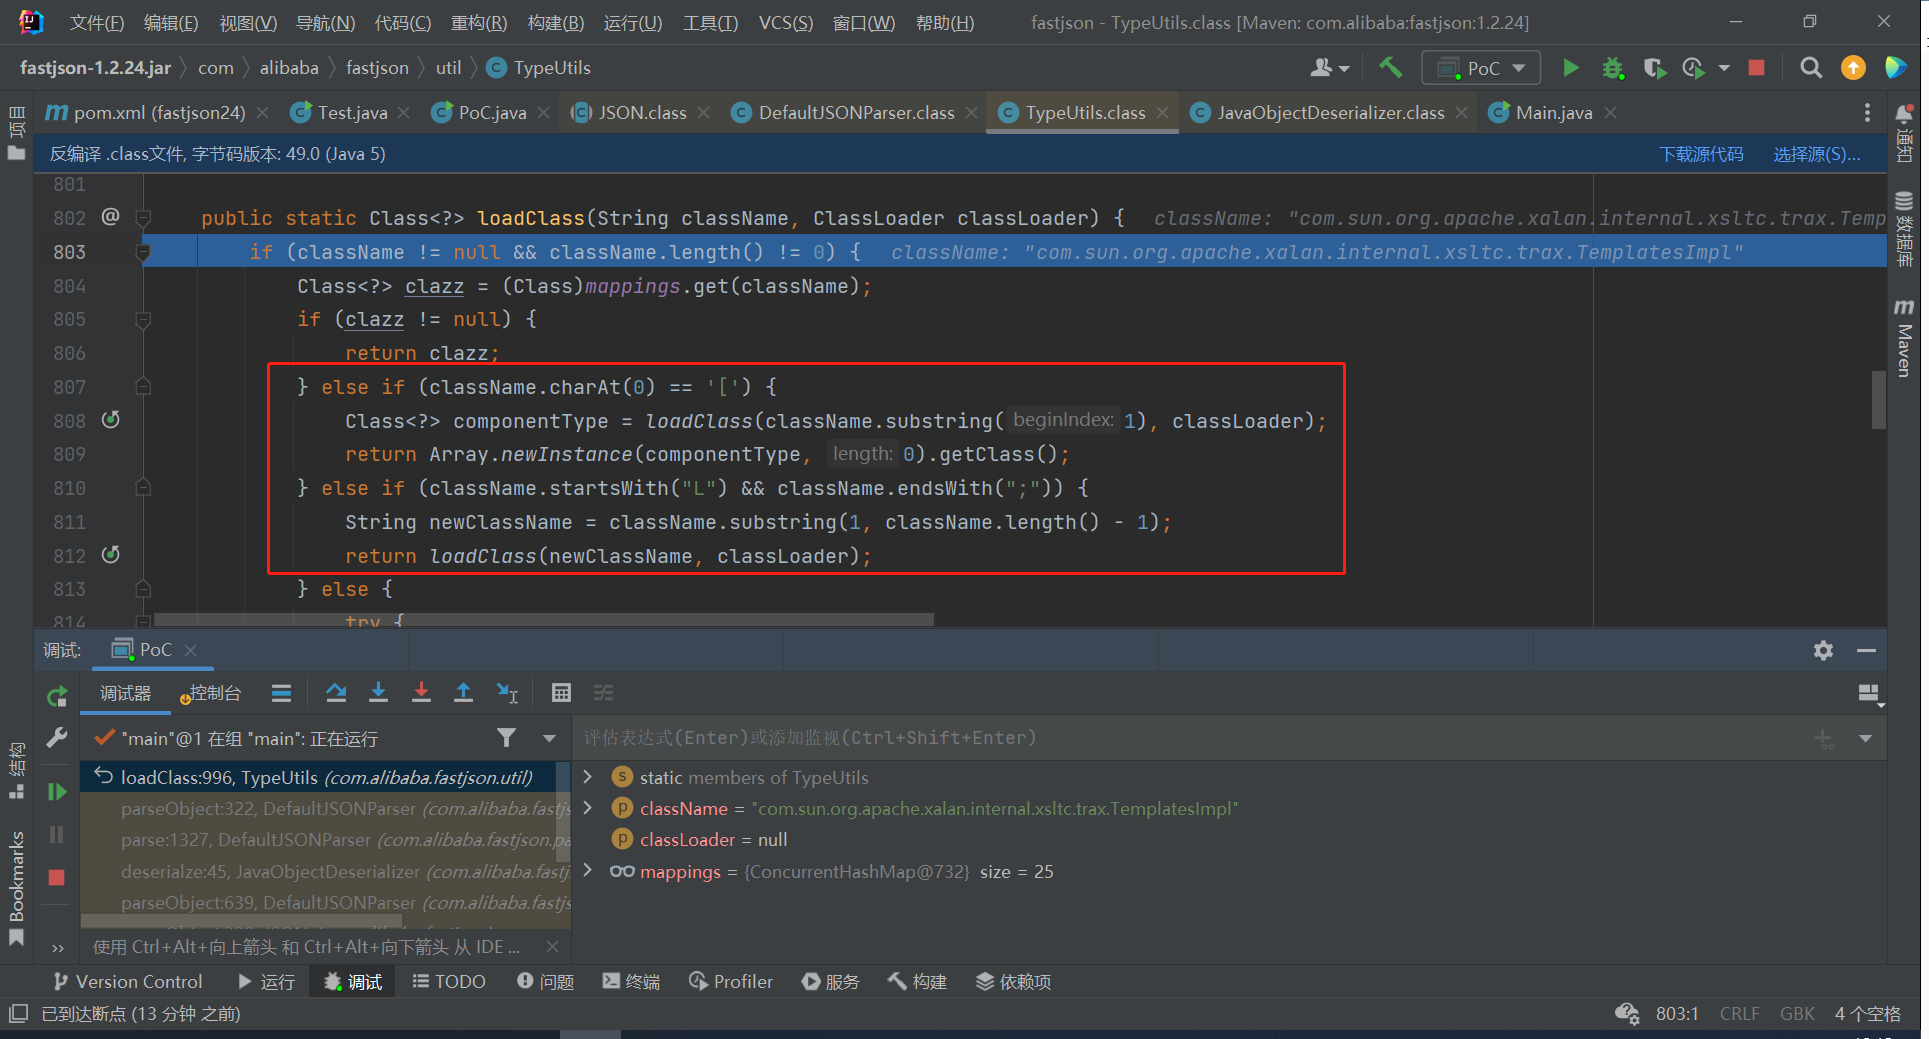 文件(F) 编辑(E) 视图(V) 导航(N) 代码(C) 重构(R) 构建(B) 运行(U) 工具(T) VCS(S) 窗口(W) 帮助(H) fastjson - TypeUtils.class [Maven: com.alibaba:fastjson:1.2.24]
fastjson-1.2.24.jar com alibaba fastjson util TypeUtils PoC
项目
pom.xml (fastjson24) Test.java PoC.java JSON.class DefaultJSONParser.class TypeUtils.class JavaObjectDeserializer.class Main.java
反编译 .class文件, 字节码版本: 49.0 (Java 5) 下载源代码 选择源(S)...
通知
数据库
Maven
801
802 @ public static Class<?> loadClass(String className, ClassLoader classLoader) { className: "com.sun.org.apache.xalan.internal.xsltc.trax.Temp
803 if (className != null && className.length() != 0) { className: "com.sun.org.apache.xalan.internal.xsltc.trax.TemplatesImpl"
804 Class<?> clazz = (Class)mappings.get(className);
805 if (clazz != null) {
806 return clazz;
807 } else if (className.charAt(0) == '[') {
808 Class<?> componentType = loadClass(className.substring( beginIndex: 1), classLoader);
809 return Array.newInstance(componentType, length: 0).getClass();
810 } else if (className.startsWith("L") && className.endsWith(";")) {
811 String newClassName = className.substring(1, className.length() - 1);
812 return loadClass(newClassName, classLoader);
813 } else {
814 try {
调试: PoC
调试器 控制台
"main"@1 在组 "main": 正在运行
评估表达式(Enter)或添加监视(Ctrl+Shift+Enter)
loadClass:996, TypeUtils (com.alibaba.fastjson.util)
parseObject:322, DefaultJSONParser (com.alibaba.fastjs
parse:1327, DefaultJSONParser (com.alibaba.fastjson.pa
deserialze:45, JavaObjectDeserializer (com.alibaba.fastj
parseObject:639, DefaultJSONParser (com.alibaba.fastjs
使用 Ctrl+Alt+向上箭头 和 Ctrl+Alt+向下箭头 从 IDE ...
static members of TypeUtils
className = "com.sun.org.apache.xalan.internal.xsltc.trax.TemplatesImpl"
classLoader = null
mappings = {ConcurrentHashMap@732} size = 25
结构
Bookmarks
Version Control 运行 调试 TODO 问题 终端 Profiler 服务 构建 依赖项
已到达断点 (13 分钟 之前) 803:1 CRLF GBK 4 个空格